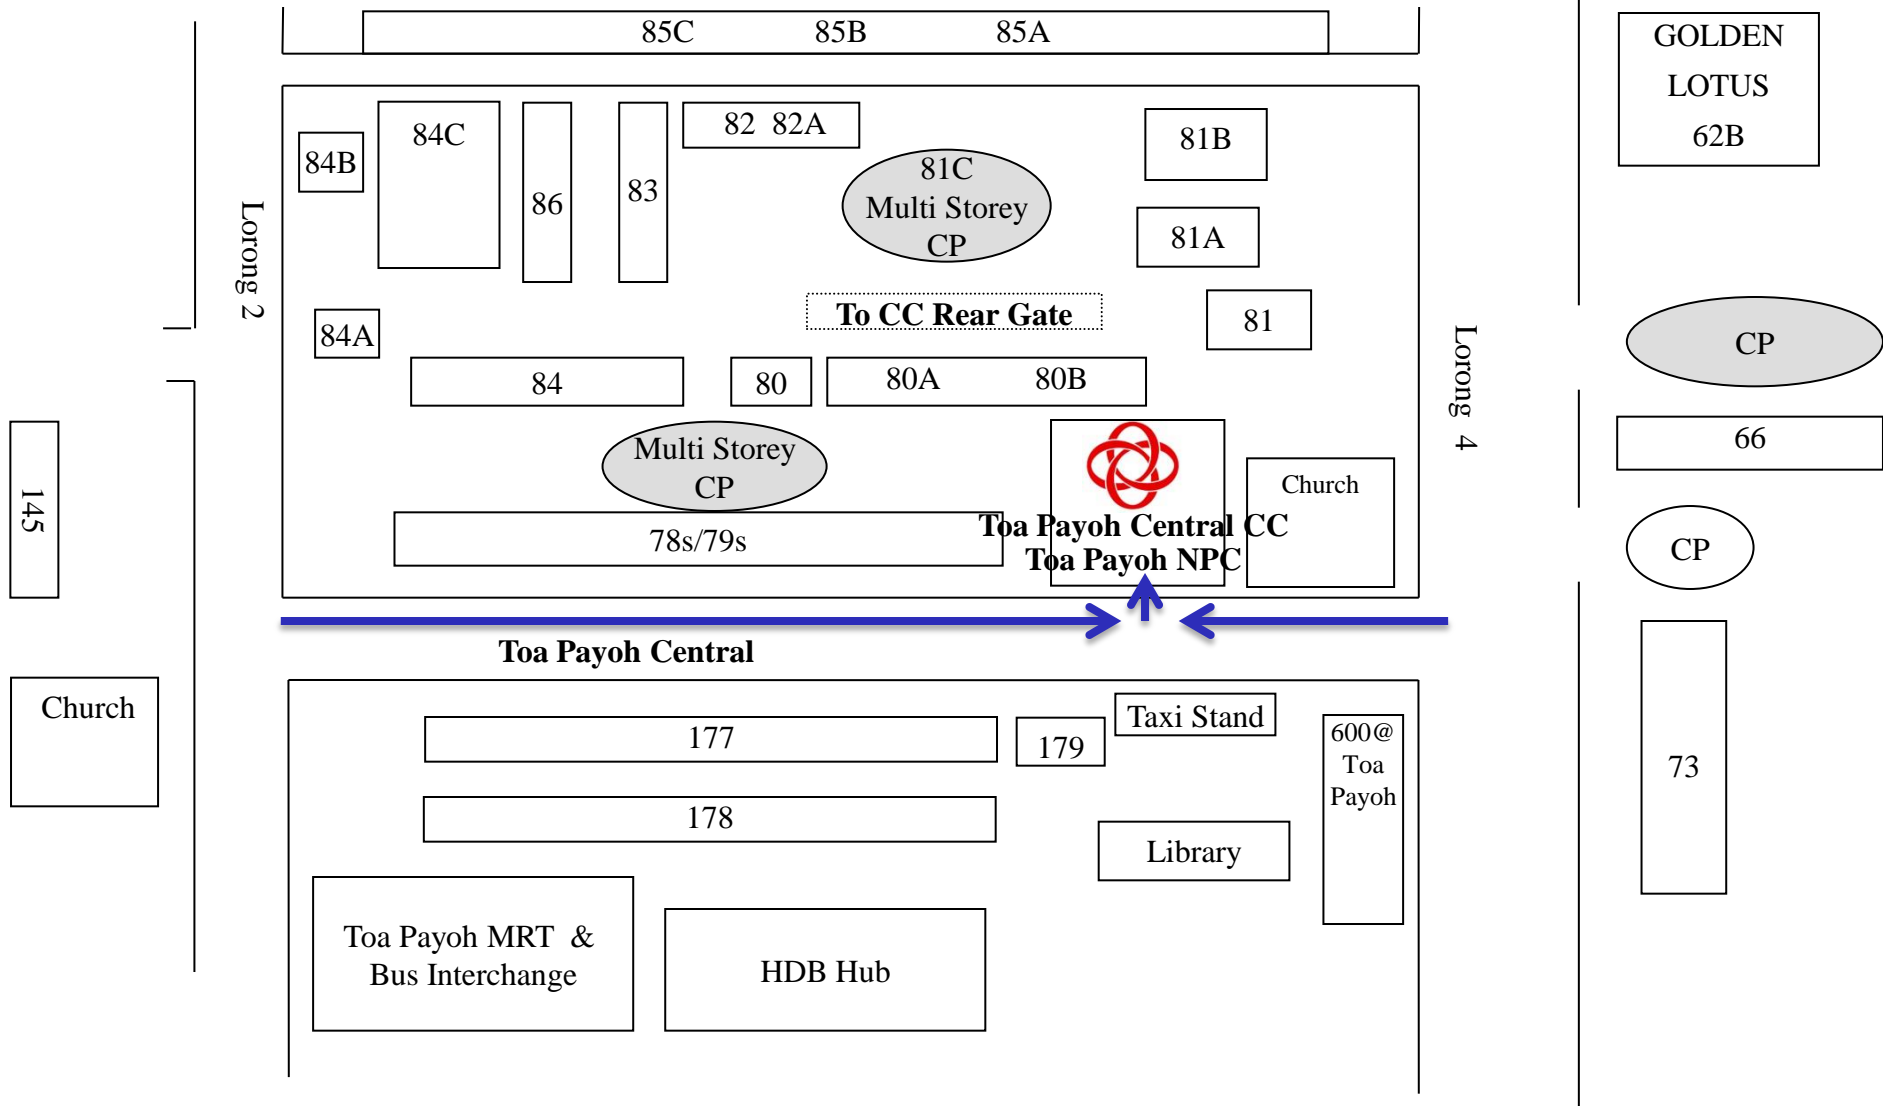 85C 85B 85A
GOLDEN
LOTUS
62B
84B
84C
86
83
82 82A
81C
Multi Storey
CP
81B
81A
Lorong 2
84A
To CC Rear Gate
81
Lorong 4
CP
84
80
80A 80B
66
145
Multi Storey
CP
Church
78s/79s
Toa Payoh Central CC
Toa Payoh NPC
CP
Toa Payoh Central
Church
177
179
Taxi Stand
600@
Toa
Payoh
73
178
Library
Toa Payoh MRT &
Bus Interchange
HDB Hub